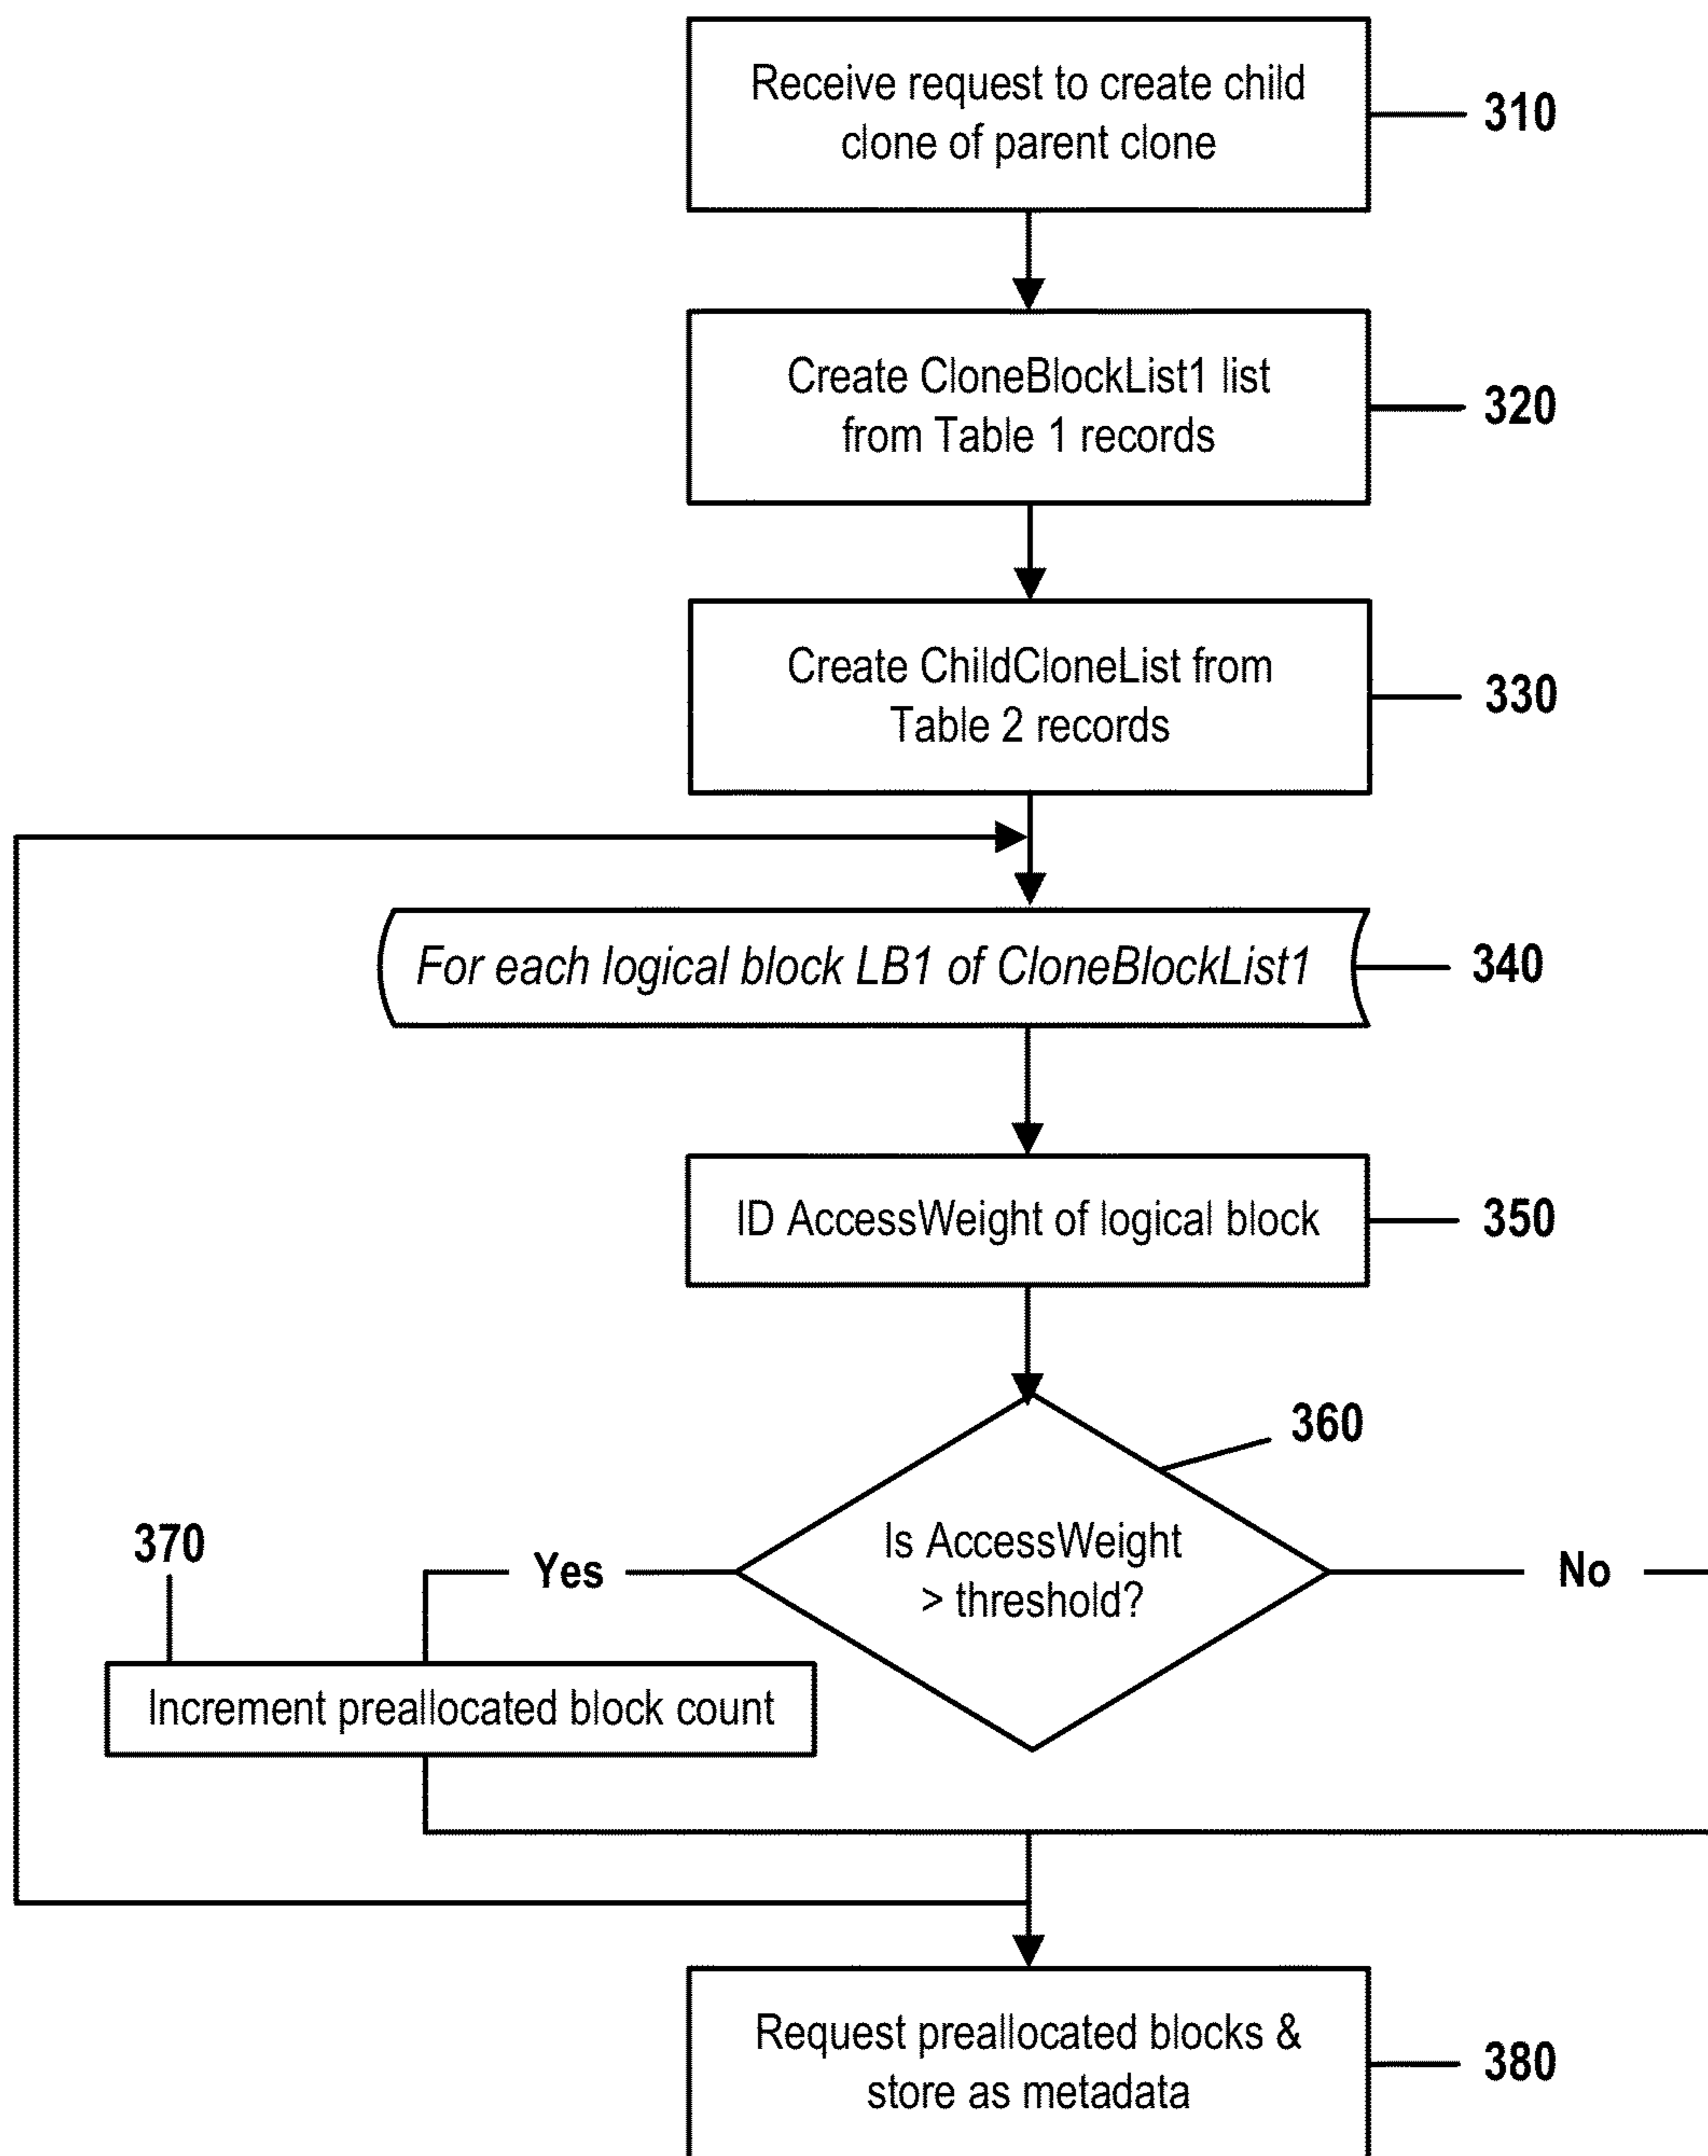 Receive request to create child
clone of parent clone
310
Create CloneBlockList1 list
from Table 1 records
320
Create ChildCloneList from
Table 2 records
330
For each logical block LB1 of CloneBlockList1
340
ID AccessWeight of logical block
350
360
Is AccessWeight
> threshold?
370
Yes
No
Increment preallocated block count
Request preallocated blocks &
store as metadata
380